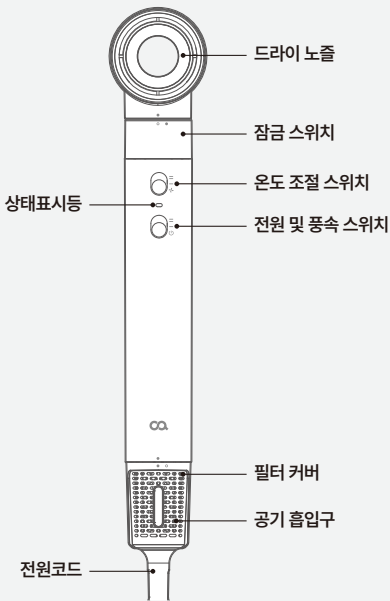 드라이 노즐
잠금 스위치
온도 조절 스위치
상태표시등
전원 및 풍속 스위치
필터 커버
공기 흡입구
전원코드